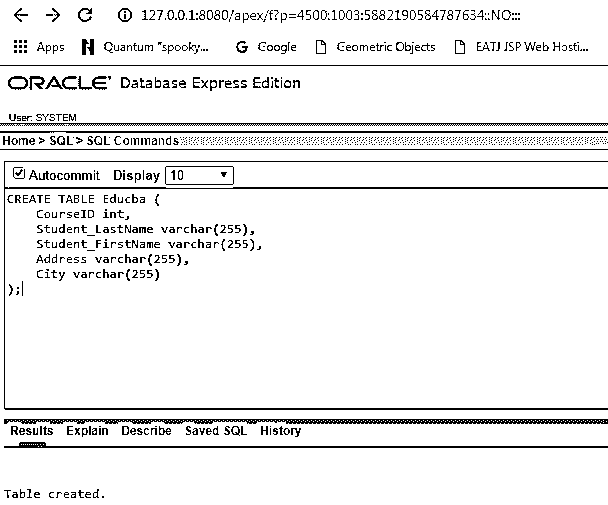 127.0.0.1:8080/apex/f?p=4500:1003:5882190584787634::NO:::
Apps Quantum "spooky... Google Geometric Objects EATJ JSP Web Hosti...
ORACLE' Database Express Edition
User: SYSTEM
Home > SQL > SQL Commands
Autocommit Display 10
CREATE TABLE Educba (
CourseID int,
Student_LastName varchar(255),
Student_FirstName varchar(255),
Address varchar(255),
City varchar(255)
);
Results Explain Describe Saved SQL History
Table created.